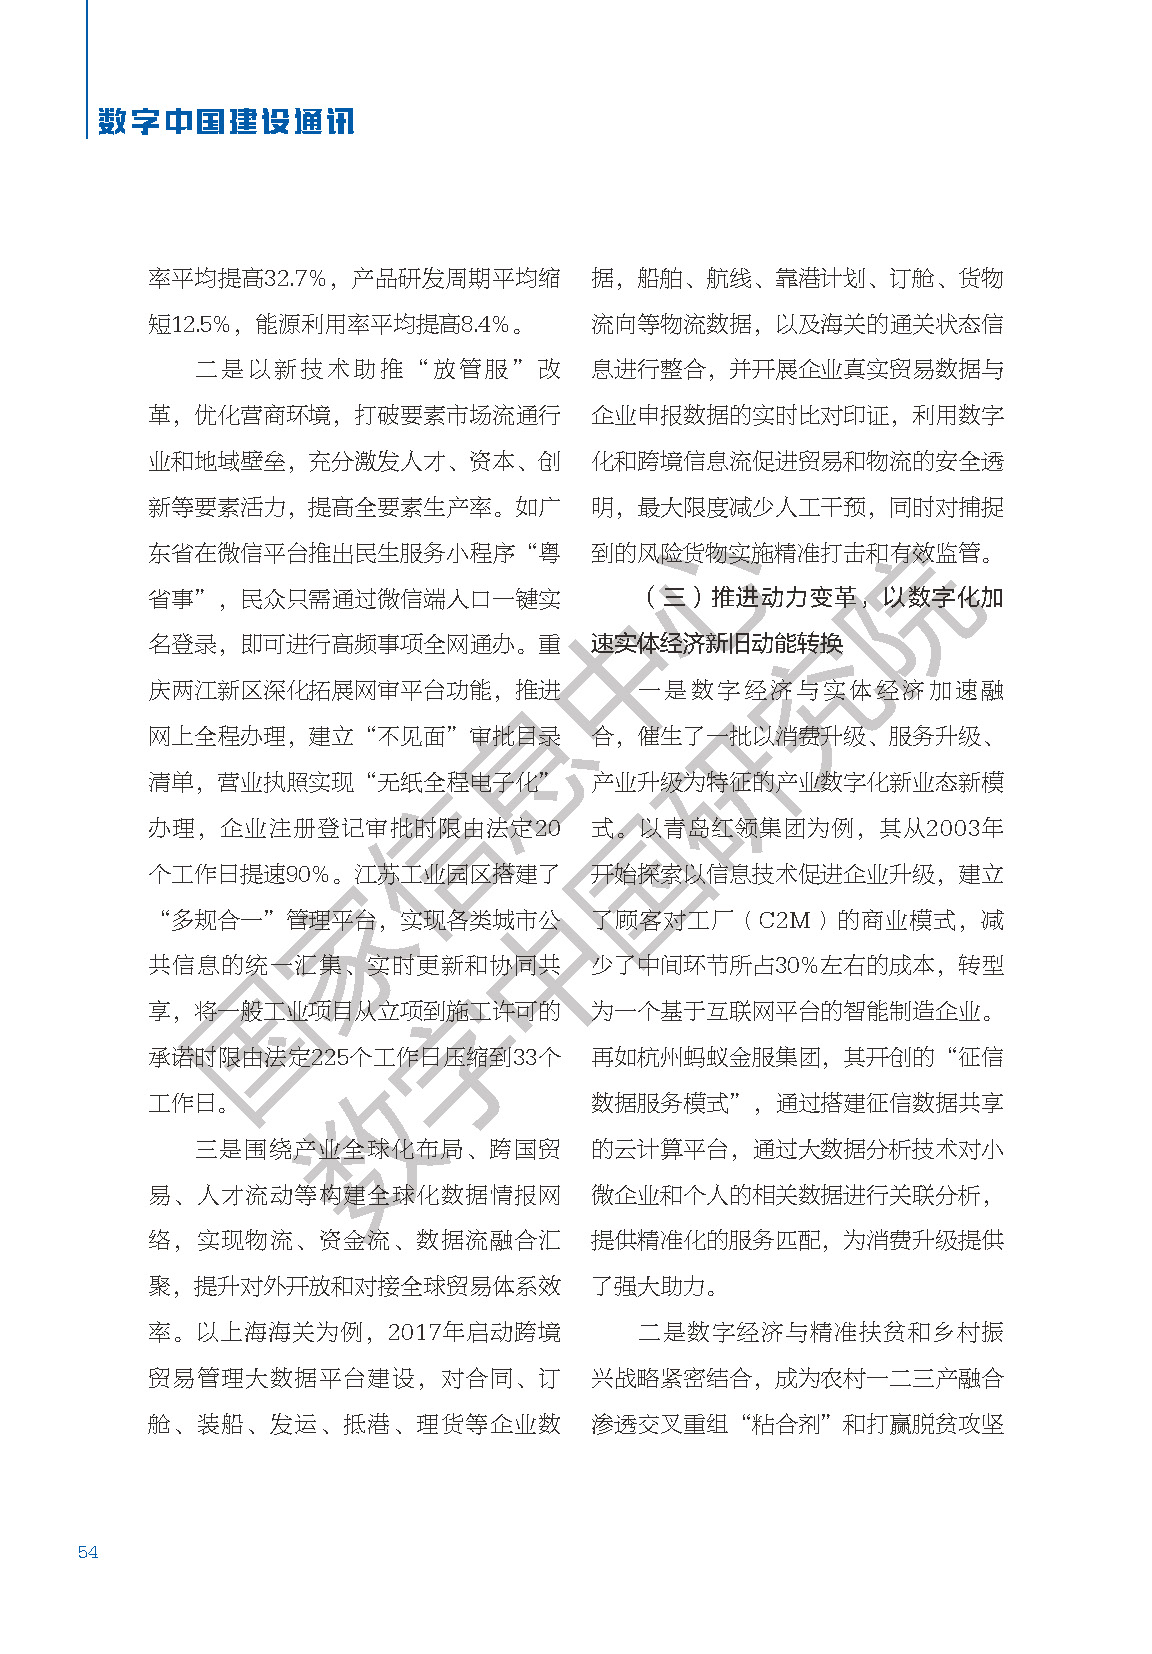 数字中国建设通讯
率平均提高32.7%，产品研发周期平均缩
短12.5%，能源利用率平均提高8.4%。
二是以新技术助推“放管服”改
革，优化营商环境，打破要素市场流通行
业和地域壁垒，充分激发人才、资本、创
新等要素活力，提高全要素生产率。如广
东省在微信平台推出民生服务小程序“粤
省事”，民众只需通过微信端入口一键实
名登录，即可进行高频事项全网通办。重
庆两江新区深化拓展网审平台功能，推进
网上全程办理，建立“不见面”审批目录
清单，营业执照实现“无纸全程电子化”
办理，企业注册登记审批时限由法定20
个工作日提速90%。江苏工业园区搭建了
“多规合一”管理平台，实现各类城市公
共信息的统一汇集、实时更新和协同共
享，将一般工业项目从立项到施工许可的
承诺时限由法定225个工作日压缩到33个
工作日。
三是围绕产业全球化布局、跨国贸
易、人才流动等构建全球化数据情报网
络，实现物流、资金流、数据流融合汇
聚，提升对外开放和对接全球贸易体系效
率。以上海海关为例，2017年启动跨境
贸易管理大数据平台建设，对合同、订
舱、装船、发运、抵港、理货等企业数
据，船舶、航线、靠港计划、订舱、货物
流向等物流数据，以及海关的通关状态信
息进行整合，并开展企业真实贸易数据与
企业申报数据的实时比对印证，利用数字
化和跨境信息流促进贸易和物流的安全透
明，最大限度减少人工干预，同时对捕捉
到的风险货物实施精准打击和有效监管。
（三）推进动力变革，以数字化加
速实体经济新旧动能转换
一是数字经济与实体经济加速融
合，催生了一批以消费升级、服务升级、
产业升级为特征的产业数字化新业态新模
式。以青岛红领集团为例，其从2003年
开始探索以信息技术促进企业升级，建立
了顾客对工厂（C2M）的商业模式，减
少了中间环节所占30%左右的成本，转型
为一个基于互联网平台的智能制造企业。
再如杭州蚂蚁金服集团，其开创的“征信
数据服务模式”，通过搭建征信数据共享
的云计算平台，通过大数据分析技术对小
微企业和个人的相关数据进行关联分析，
提供精准化的服务匹配，为消费升级提供
了强大助力。
二是数字经济与精准扶贫和乡村振
兴战略紧密结合，成为农村一二三产融合
渗透交叉重组“粘合剂”和打赢脱贫攻坚
国家信息中心
数字中国研究院
54